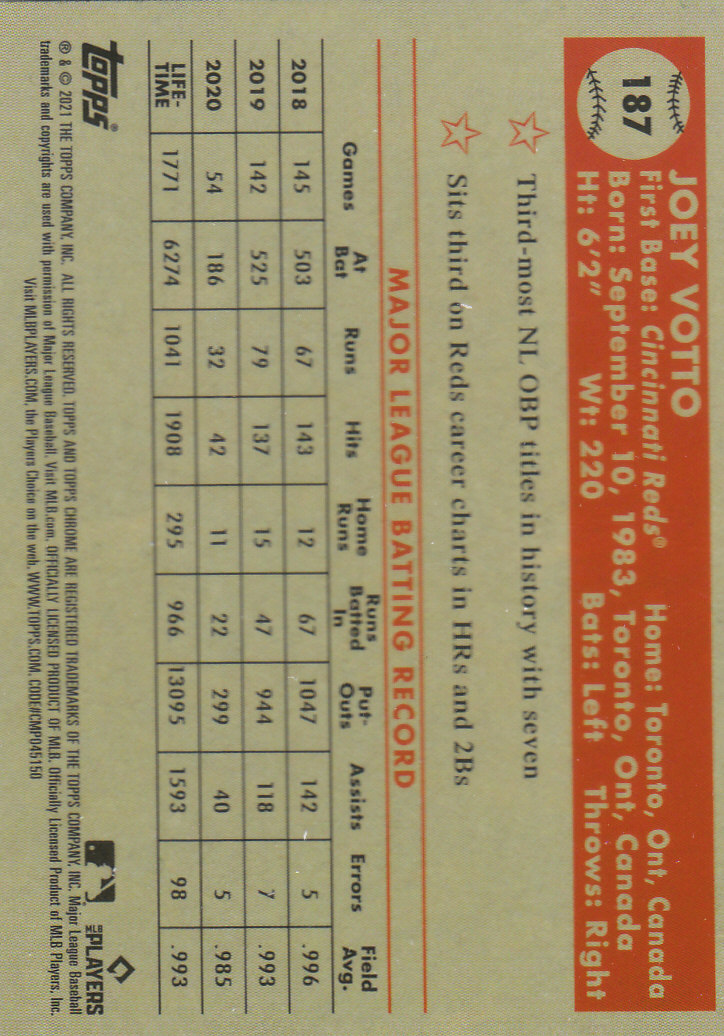 187
JOEY VOTTO
First Base: Cincinnati Reds® Home: Toronto, Ont, Canada
Born: September 10, 1983, Toronto, Ont, Canada
Ht: 6'2" Wt: 220 Bats: Left Throws: Right
Third-most NL OBP titles in history with seven
Sits third on Reds career charts in HRs and 2Bs
MAJOR LEAGUE BATTING RECORD
Games At Bat Runs Hits Home Runs Runs Batted In Put-Outs Assists Errors Field Avg.
2018 145 503 67 143 12 67 1047 142 5 .996
2019 142 525 79 137 15 47 944 118 7 .993
2020 54 186 32 42 11 22 299 40 5 .985
LIFE-TIME 1771 6274 1041 1908 295 966 13095 1593 98 .993
topps®
MLB PLAYERS
® & © 2021 THE TOPPS COMPANY, INC. ALL RIGHTS RESERVED. TOPPS AND TOPPS CHROME ARE REGISTERED TRADEMARKS OF THE TOPPS COMPANY, INC. Major League Baseball
trademarks and copyrights are used with permission of Major League Baseball. Visit MLB.com. OFFICIALLY LICENSED PRODUCT OF MLB. Officially Licensed Product of MLB Players, Inc.
Visit MLBPLAYERS.COM, the Players Choice on the web. WWW.TOPPS.COM. CODE#CMP045150